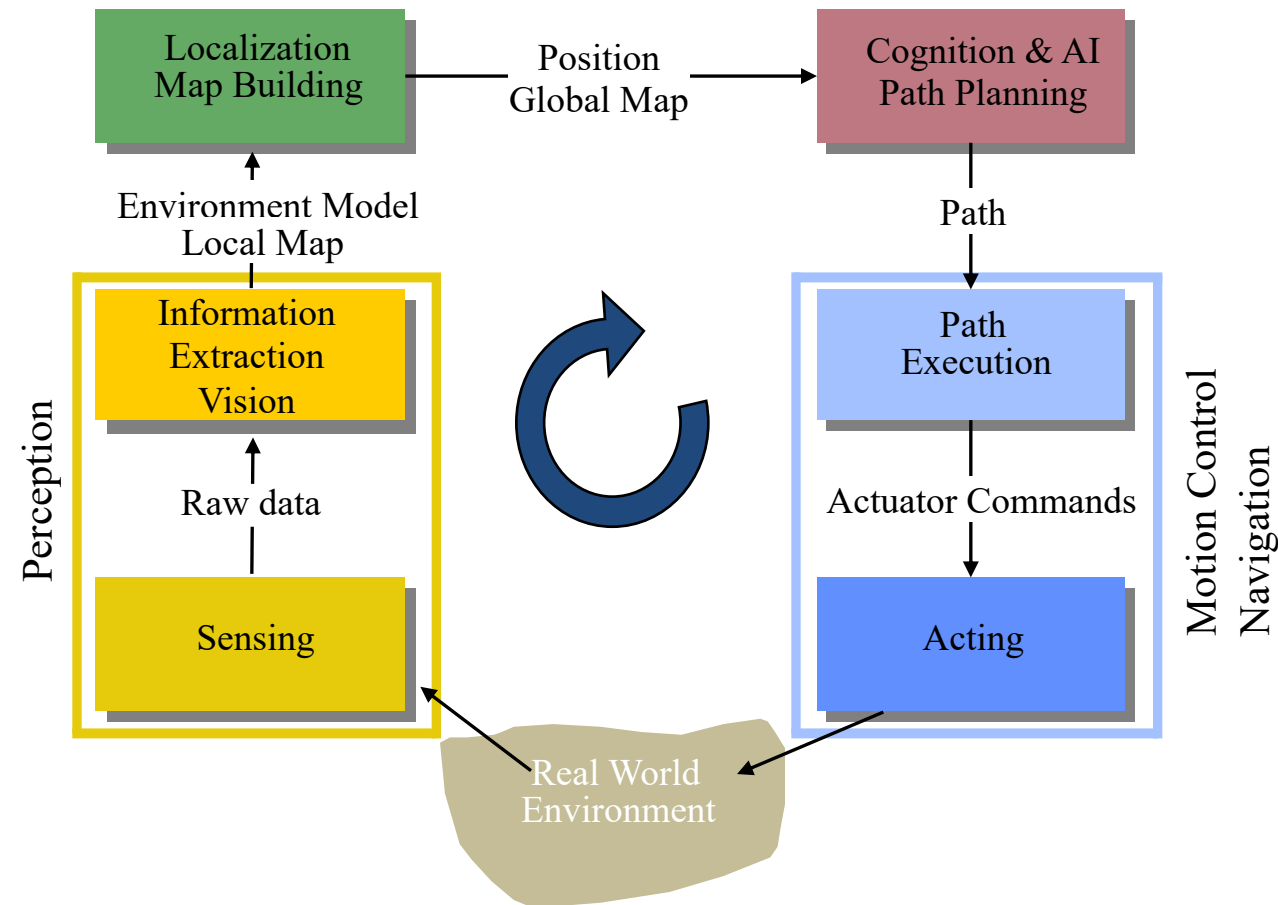 Localization
Map Building
Position
Global Map
Cognition & AI
Path Planning
Environment Model
Local Map
Path
Information
Extraction
Vision
Path
Execution
Perception
Raw data
Actuator Commands
Motion Control
Navigation
Sensing
Acting
Real World
Environment